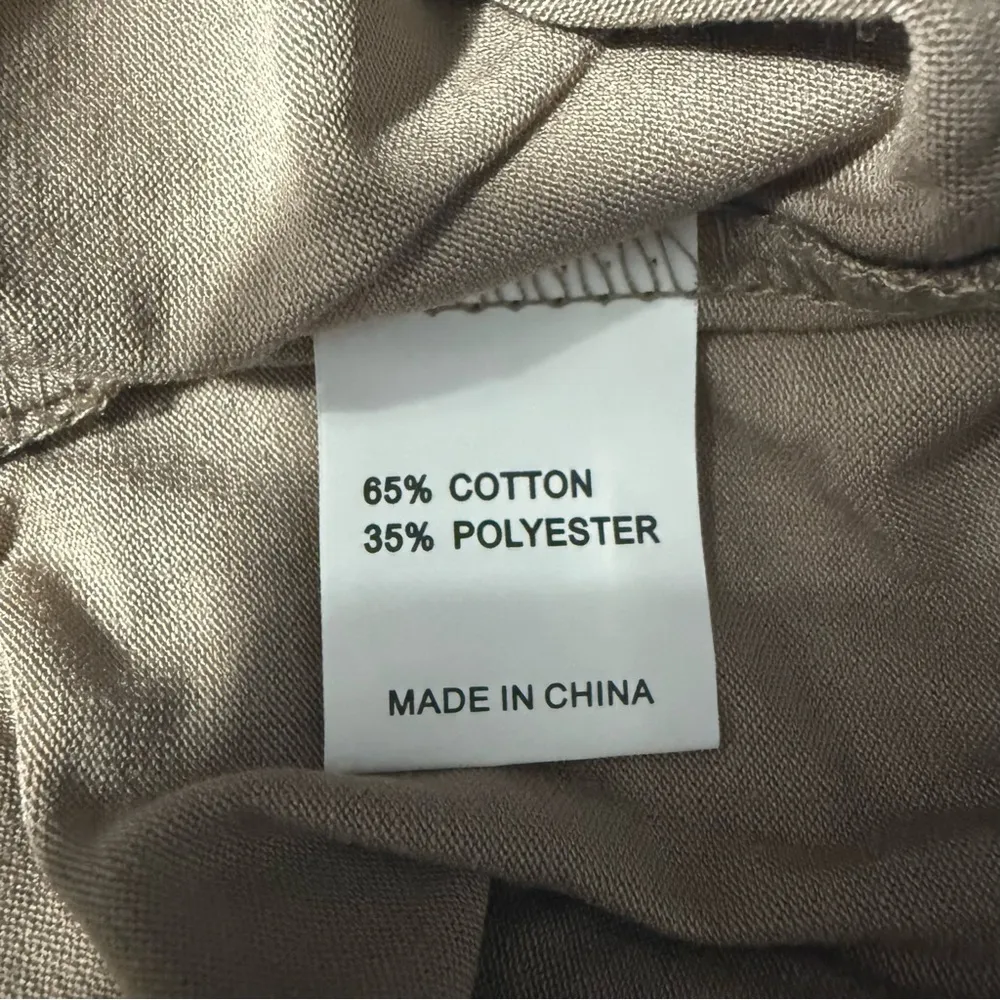 65% COTTON
35% POLYESTER
MADE IN CHINA